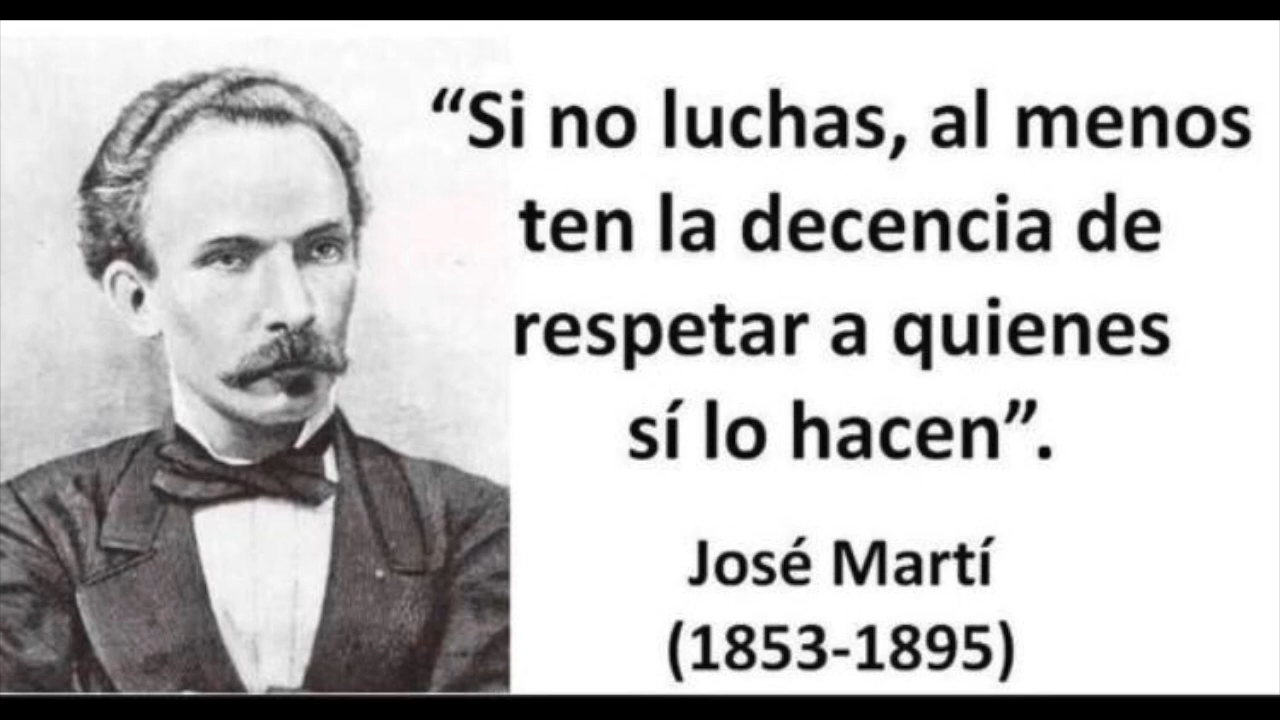 “Si no luchas, al menos
ten la decencia de
respetar a quienes
sí lo hacen”.
José Martí
(1853-1895)